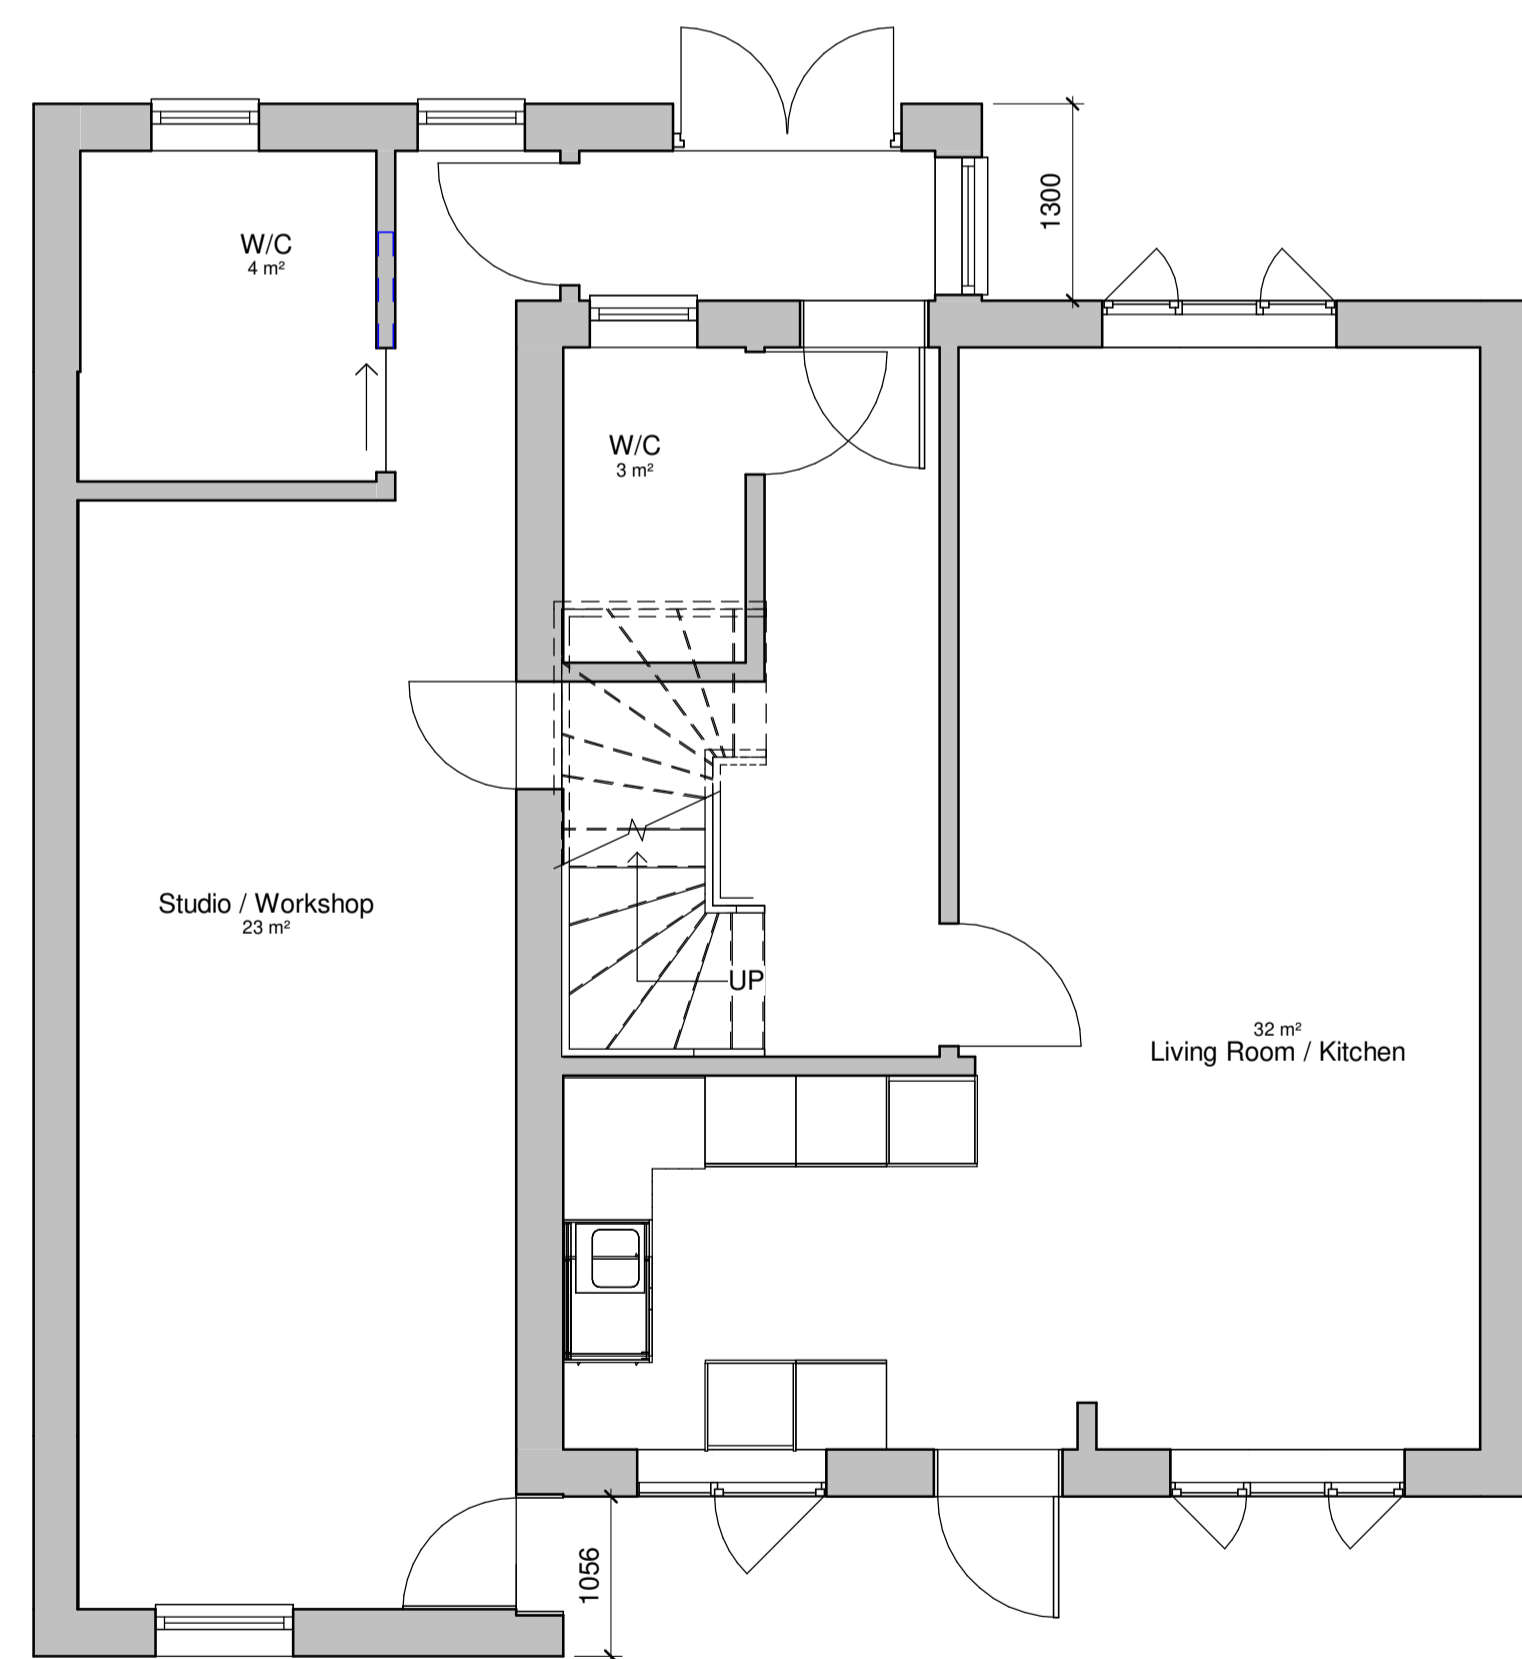 1300
W/C
4 m²
W/C
3 m²
Studio / Workshop
23 m²
UP
32 m²
Living Room / Kitchen
1056